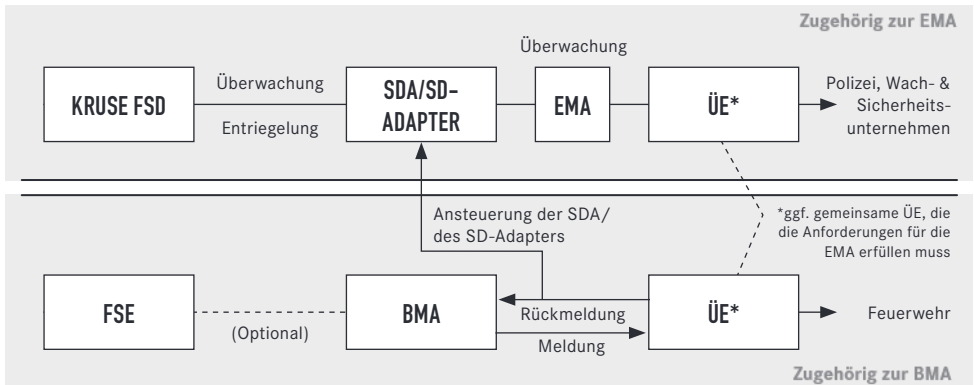 Zugehörig zur EMA
Überwachung
KRUSE FSD
Überwachung
Entriegelung
SDA/SD-
ADAPTER
EMA
ÜE*
Polizei, Wach- &
Sicherheits-
unternehmen
Ansteuerung der SDA/
des SD-Adapters
*ggf. gemeinsame ÜE, die
die Anforderungen für die
EMA erfüllen muss
FSE
(Optional)
BMA
Rückmeldung
Meldung
ÜE*
Feuerwehr
Zugehörig zur BMA